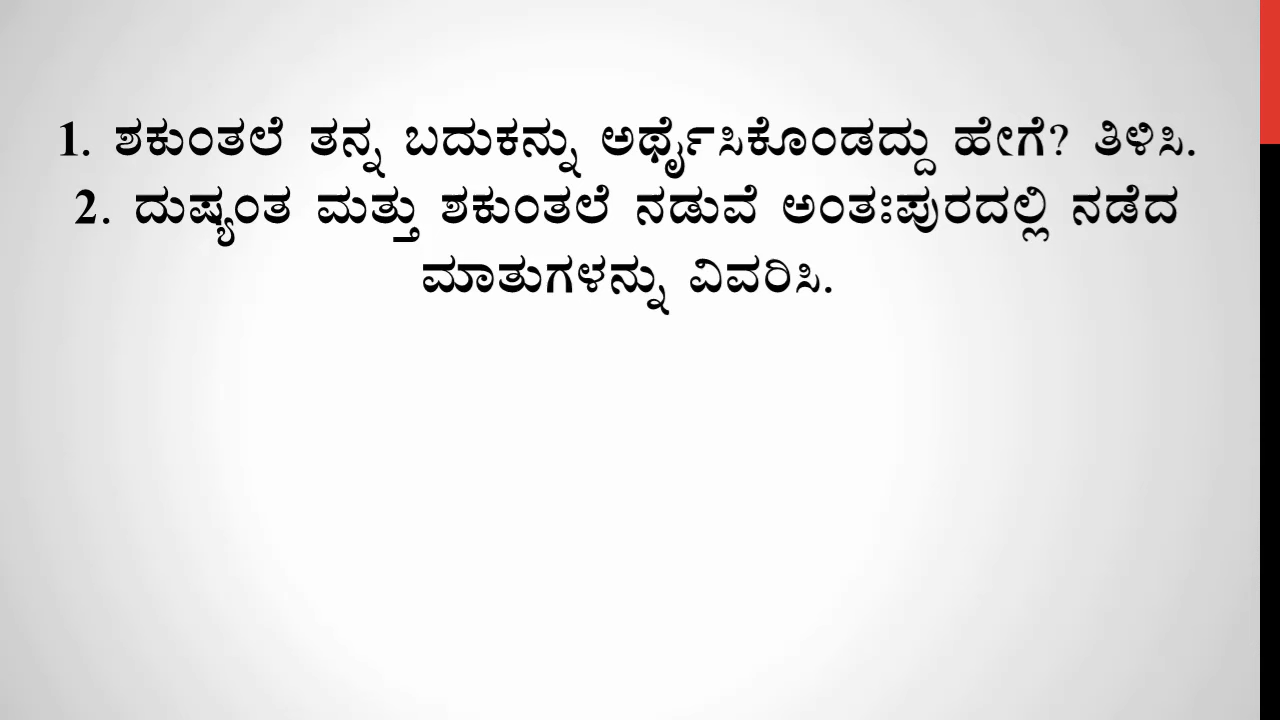 1. ಶಕುಂತಲೆ ತನ್ನ ಬದುಕನ್ನು ಅರ್ಥೈಸಿಕೊಂಡದ್ದು ಹೇಗೆ? ತಿಳಿಸಿ.
2. ದುಷ್ಯಂತ ಮತ್ತು ಶಕುಂತಲೆ ನಡುವೆ ಅಂತಃಪುರದಲ್ಲಿ ನಡೆದ
ಮಾತುಗಳನ್ನು ವಿವರಿಸಿ.